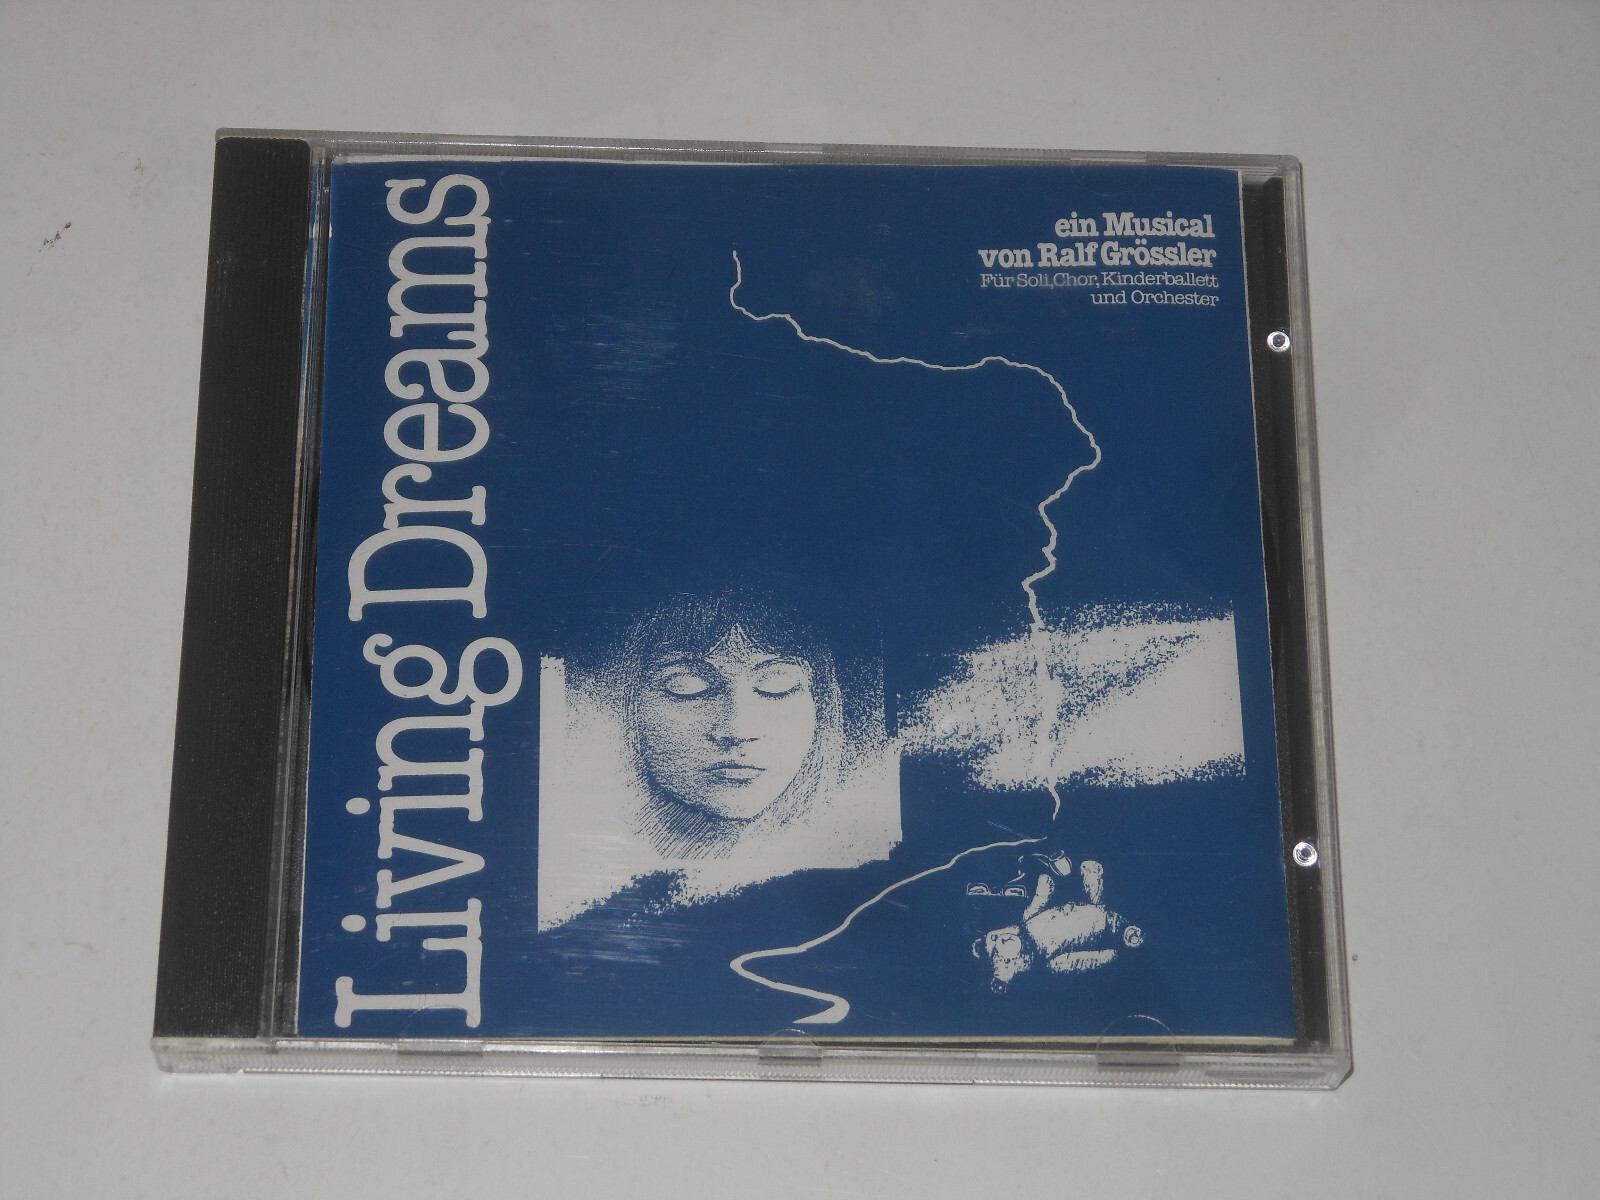 Living Dreams
ein Musical
von Ralf Grössler
Für Soli, Chor, Kinderballett
und Orchester